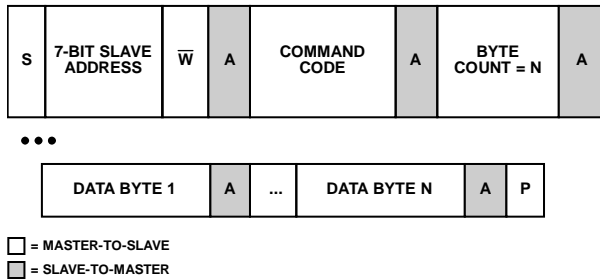 S 7-BIT SLAVE ADDRESS W̅ A COMMAND CODE A BYTE COUNT = N A
•••
DATA BYTE 1 A ... DATA BYTE N A P
= MASTER-TO-SLAVE
= SLAVE-TO-MASTER